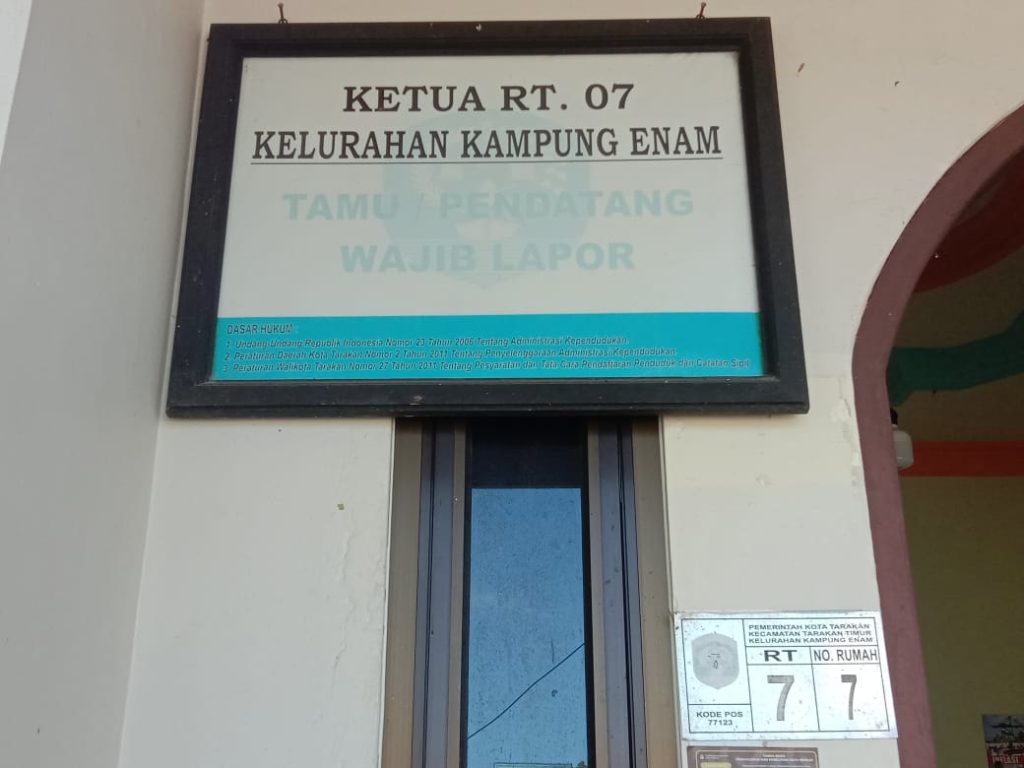 KETUA RT. 07
KELURAHAN KAMPUNG ENAM
TAMU / PENDATANG
WAJIB LAPOR
DASAR HUKUM :
1. Undang-Undang Republik Indonesia Nomor 23 Tahun 2006 Tentang Administrasi Kependudukan.
2. Peraturan Daerah Kota Tarakan Nomor 2 Tahun 2011 Tentang Penyelenggaraan Administrasi Kependudukan.
3. Peraturan Walikota Tarakan Nomor 27 Tahun 2011 Tentang Pesyaratan dan Tata Cara Pendaftaran Penduduk dan Catatan Sipil
PEMERINTAH KOTA TARAKAN
KECAMATAN TARAKAN TIMUR
KELURAHAN KAMPUNG ENAM
RT NO. RUMAH
7 7
KODE POS
77123